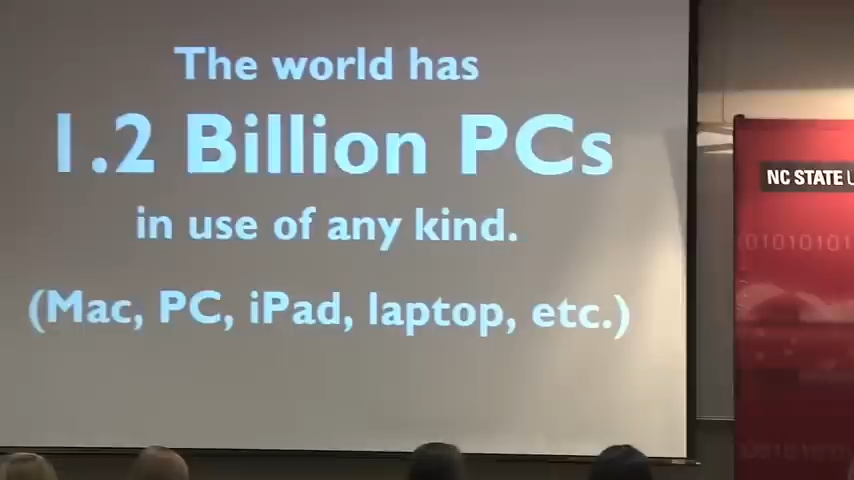 The world has
1.2 Billion PCs
in use of any kind.
(Mac, PC, iPad, laptop, etc.)
NC STATE U
01010101